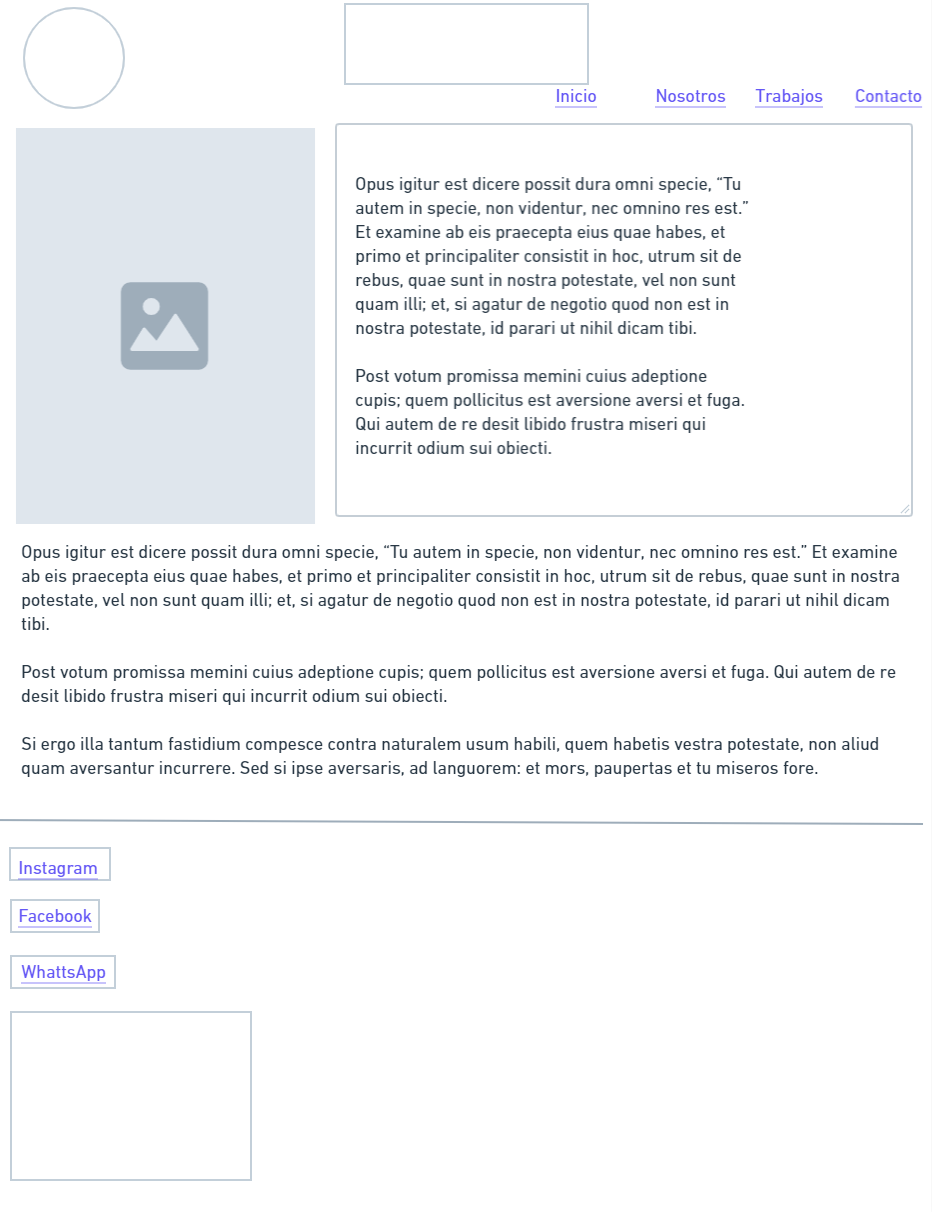 Inicio Nosotros Trabajos Contacto
Opus igitur est dicere possit dura omni specie, “Tu
autem in specie, non videntur, nec omnino res est.”
Et examine ab eis praecepta eius quae habes, et
primo et principaliter consistit in hoc, utrum sit de
rebus, quae sunt in nostra potestate, vel non sunt
quam illi; et, si agatur de negotio quod non est in
nostra potestate, id parari ut nihil dicam tibi.
Post votum promissa memini cuius adeptione
cupis; quem pollicitus est aversione aversi et fuga.
Qui autem de re desit libido frustra miseri qui
incurrit odium sui obiecti.
Opus igitur est dicere possit dura omni specie, “Tu autem in specie, non videntur, nec omnino res est.” Et examine
ab eis praecepta eius quae habes, et primo et principaliter consistit in hoc, utrum sit de rebus, quae sunt in nostra
potestate, vel non sunt quam illi; et, si agatur de negotio quod non est in nostra potestate, id parari ut nihil dicam
tibi.
Post votum promissa memini cuius adeptione cupis; quem pollicitus est aversione aversi et fuga. Qui autem de re
desit libido frustra miseri qui incurrit odium sui obiecti.
Si ergo illa tantum fastidium compesce contra naturalem usum habili, quem habetis vestra potestate, non aliud
quam aversantur incurrere. Sed si ipse aversaris, ad languorem: et mors, paupertas et tu miseros fore.
Instagram
Facebook
WhattsApp